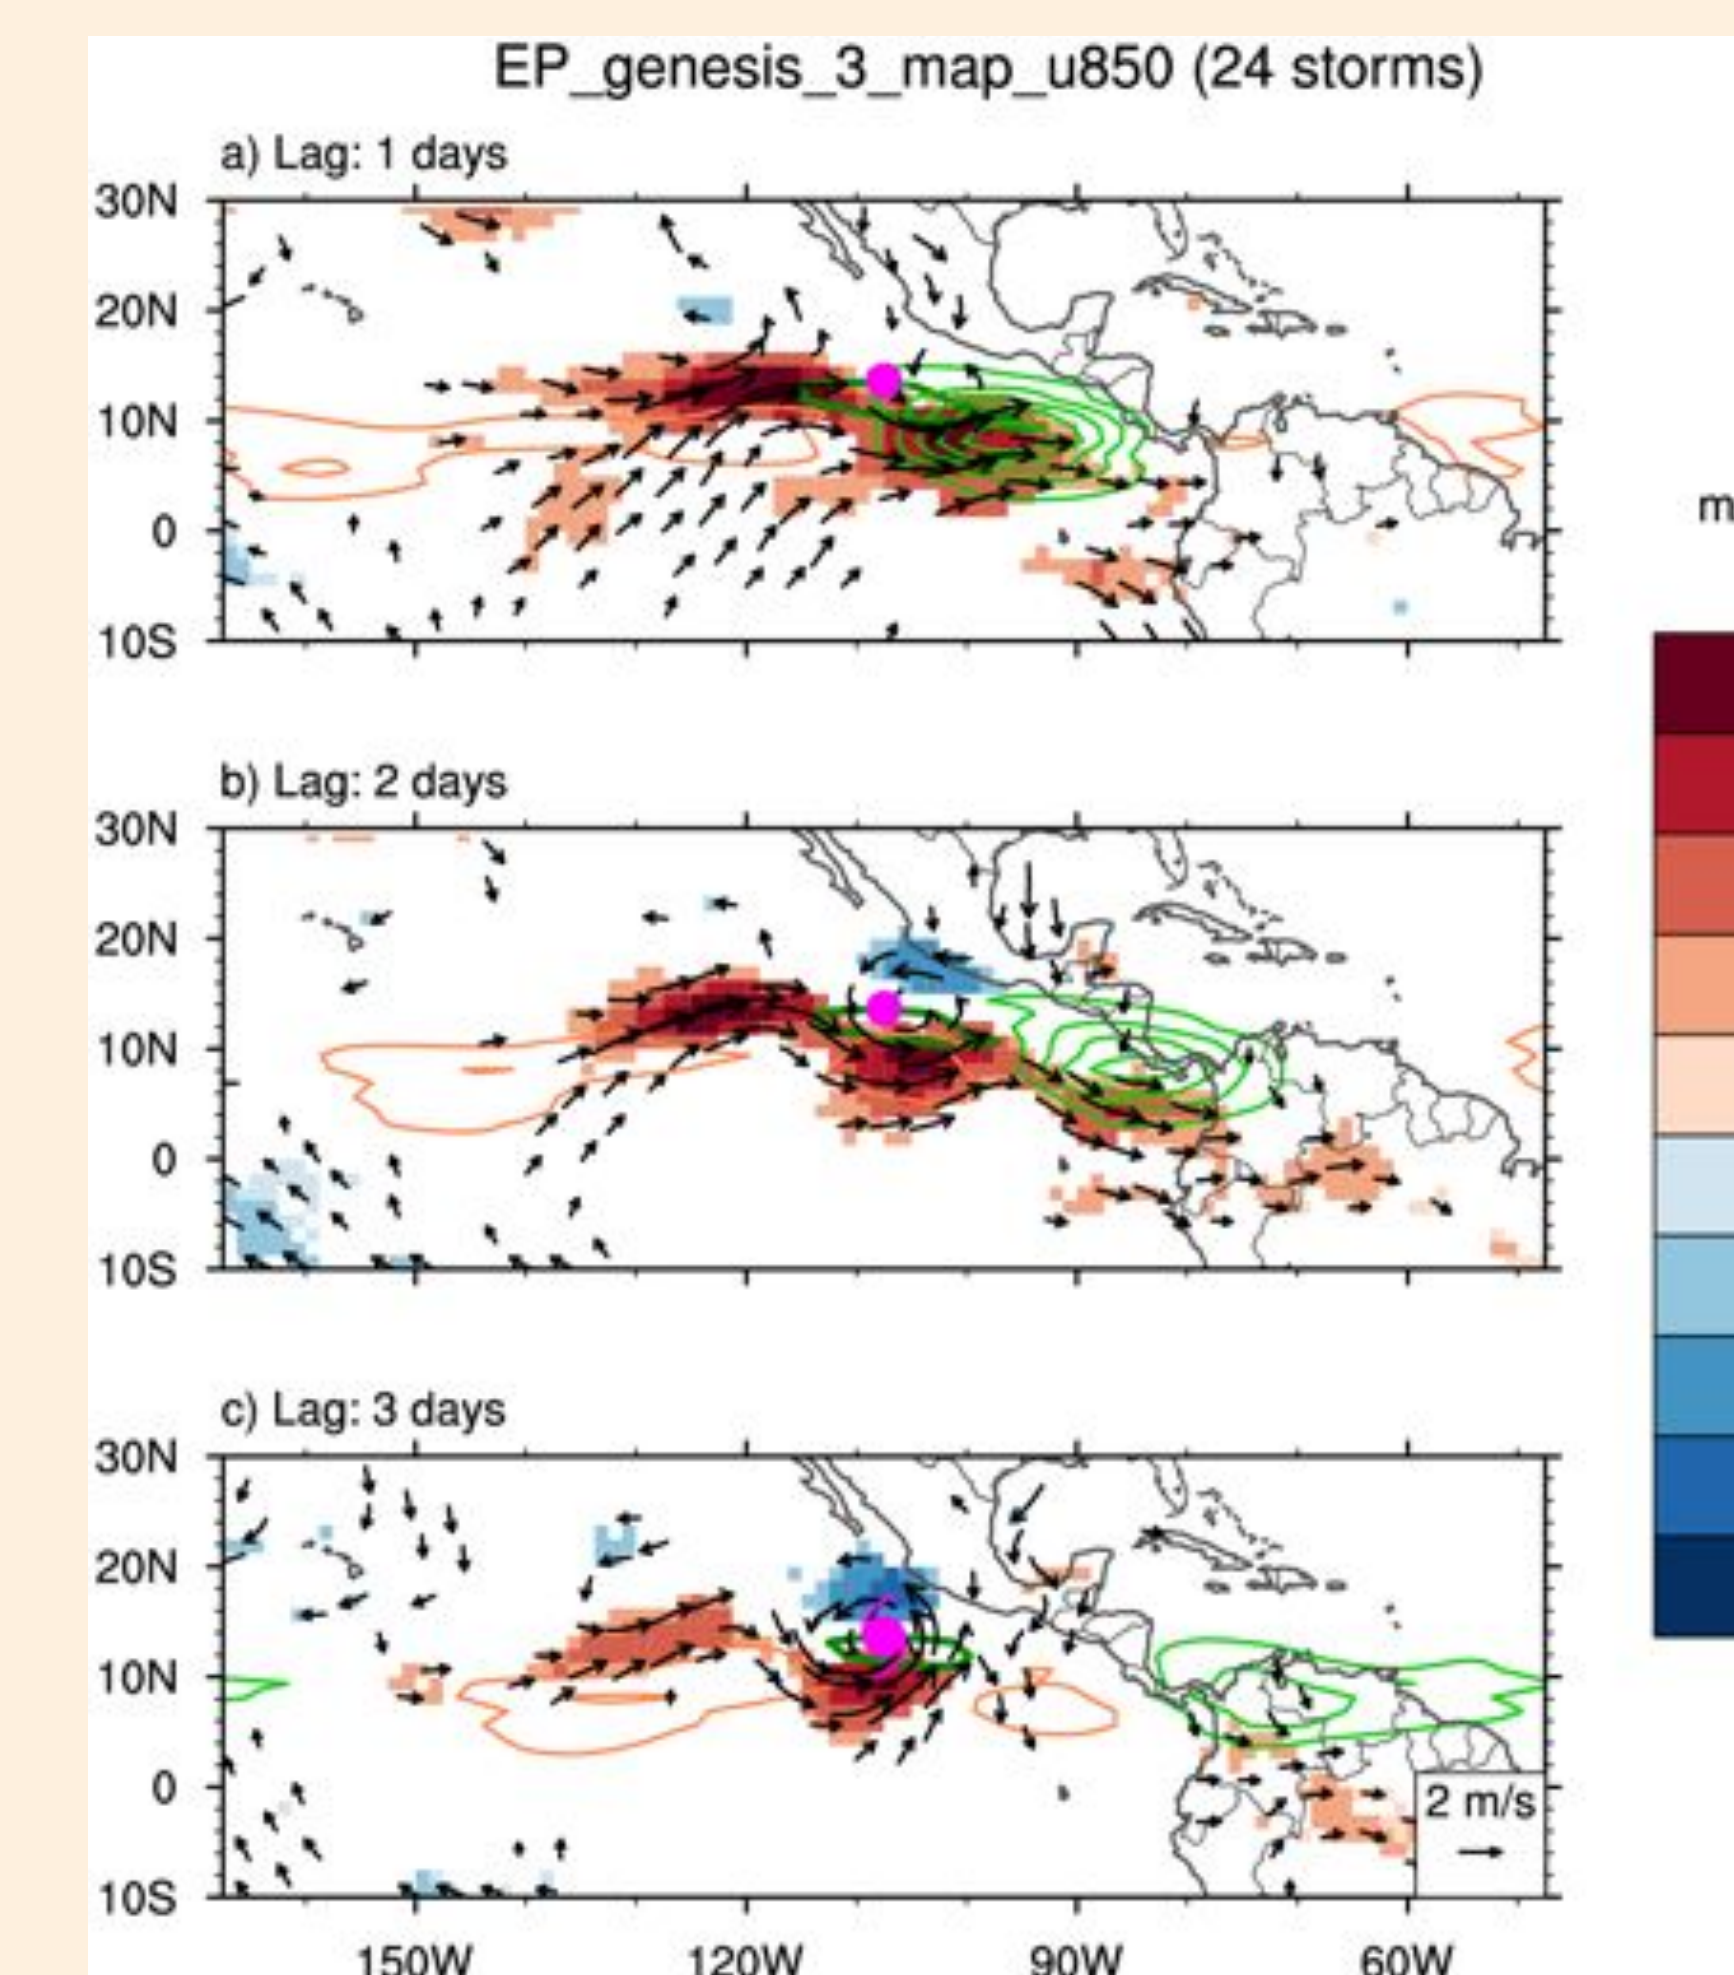 EP_genesis_3_map_u850 (24 storms)
a) Lag: 1 days
30N
20N
10N
0
10S
m
b) Lag: 2 days
30N
20N
10N
0
10S
c) Lag: 3 days
30N
20N
10N
0
10S
2 m/s
150W 120W 90W 60W